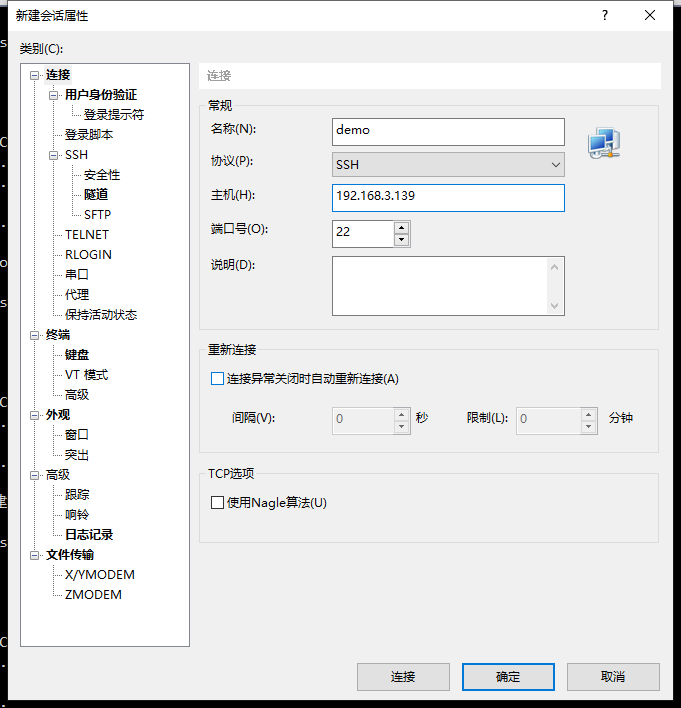 新建会话属性
?
类别(C):
连接
用户身份验证
登录提示符
登录脚本
SSH
安全性
隧道
SFTP
TELNET
RLOGIN
串口
代理
保持活动状态
终端
键盘
VT 模式
高级
外观
窗口
突出
高级
跟踪
响铃
日志记录
文件传输
X/YMODEM
ZMODEM
连接
常规
名称(N): demo
协议(P): SSH
主机(H): 192.168.3.139
端口号(O): 22
说明(D):
重新连接
连接异常关闭时自动重新连接(A)
间隔(V): 0 秒 限制(L): 0 分钟
TCP选项
使用Nagle算法(U)
连接 确定 取消